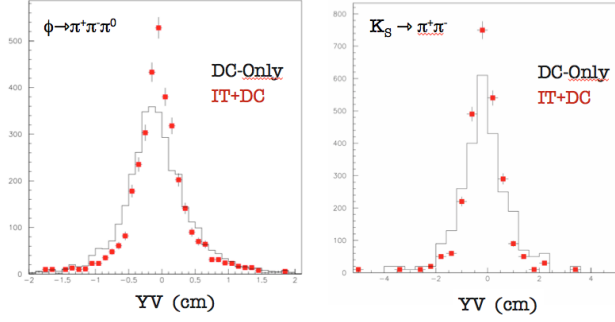 ϕ→π⁺π⁻π⁰
DC-Only
IT+DC
500
400
300
200
100
0
−2 −1.5 −1 −0.5 0 0.5 1 1.5 2
YV (cm)
K_S → π⁺π⁻
DC-Only
IT+DC
800
700
600
500
400
300
200
100
0
−4 −2 0 2 4
YV (cm)